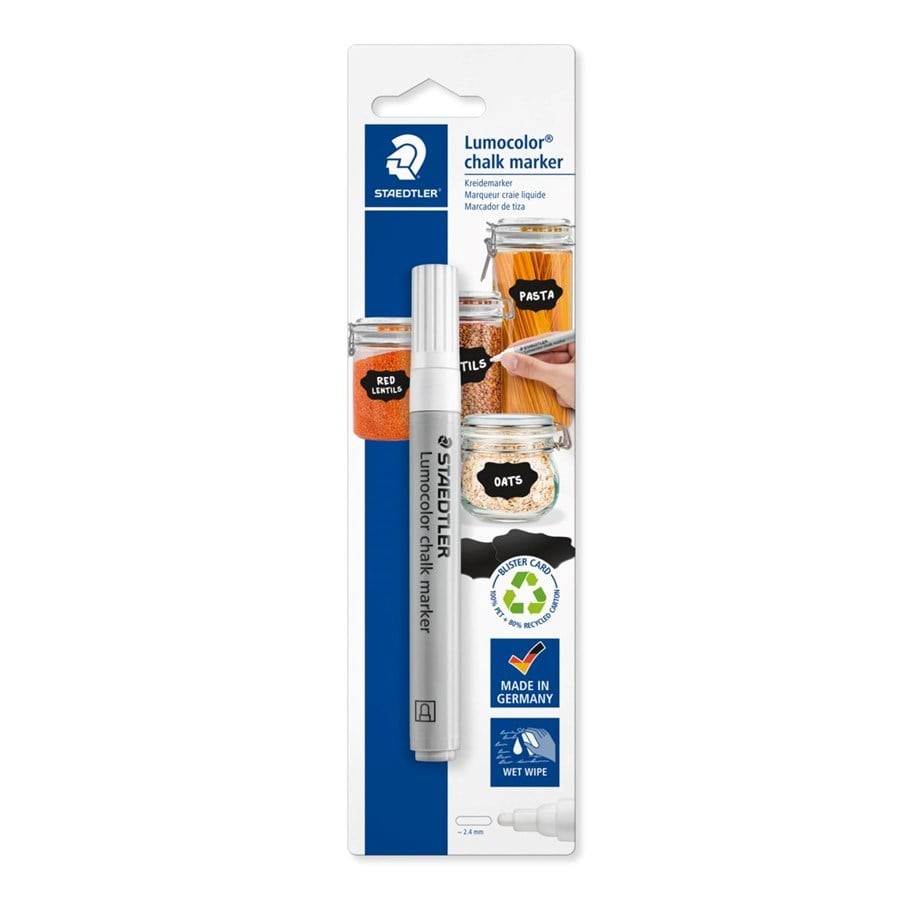 STAEDTLER®
Lumocolor®
chalk marker
Kreidemarker
Marqueur craie liquide
Marcador de tiza
PASTA
TILS
STAEDTLER
RED
LENTILS
OATS
STAEDTLER
Lumocolor chalk marker
BLISTER CARD
100% PET + 80% RECYCLED CARTON
MADE IN
GERMANY
WET WIPE
~ 2.4 mm